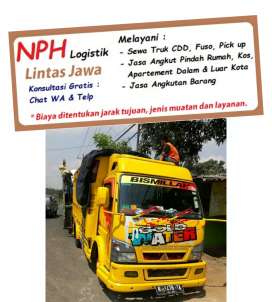 NPH Logistik
Lintas Jawa
Konsultasi Gratis :
Chat WA & Telp
Melayani :
- Sewa Truk CDD, Fuso, Pick up
- Jasa Angkut Pindah Rumah, Kos,
Apartement Dalam & Luar Kota
- Jasa Angkutan Barang
* Biaya ditentukan jarak tujuan, jenis muatan dan layanan.
BISMILLAH
WATER